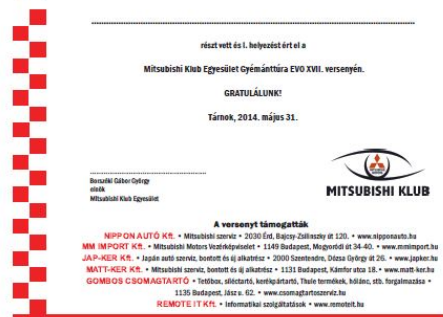 részt vett és I. helyezést ért el a
Mitsubishi Klub Egyesület Gyémánttúra EVO XVII. versenyén.
GRATULÁLUNK!
Tárnok, 2014. május 31.
Borszéki Gábor György
elnök
Mitsubishi Klub Egyesület
MITSUBISHI KLUB
A versenyt támogatták
NIPPON AUTÓ Kft. • Mitsubishi szerviz • 2030 Érd, Bajcsy-Zsilinszky út 120. • www.nipponauto.hu
MM IMPORT Kft. • Mitsubishi Motors Vezérképviselet • 1149 Budapest, Mogyoródi út 34-40. • www.mmimport.hu
JAP-KER Kft. • Japán autó szerviz, bontott és új alkatrész • 2000 Szentendre, Dózsa György út 26. • www.japker.hu
MATT-KER Kft. • Mitsubishi szerviz, bontott és új alkatrész • 1131 Budapest, Kámfor utca 18. • www.matt-ker.hu
GOMBOS CSOMAGTARTÓ • Tetőbox, síléctartó, kerékpártartó, Thule termékek, hólánc, stb. forgalmazása •
1135 Budapest, Jász u. 62. • www.csomagtartoszerviz.hu
REMOTE IT Kft. • Informatikai szolgáltatások • www.remoteit.hu